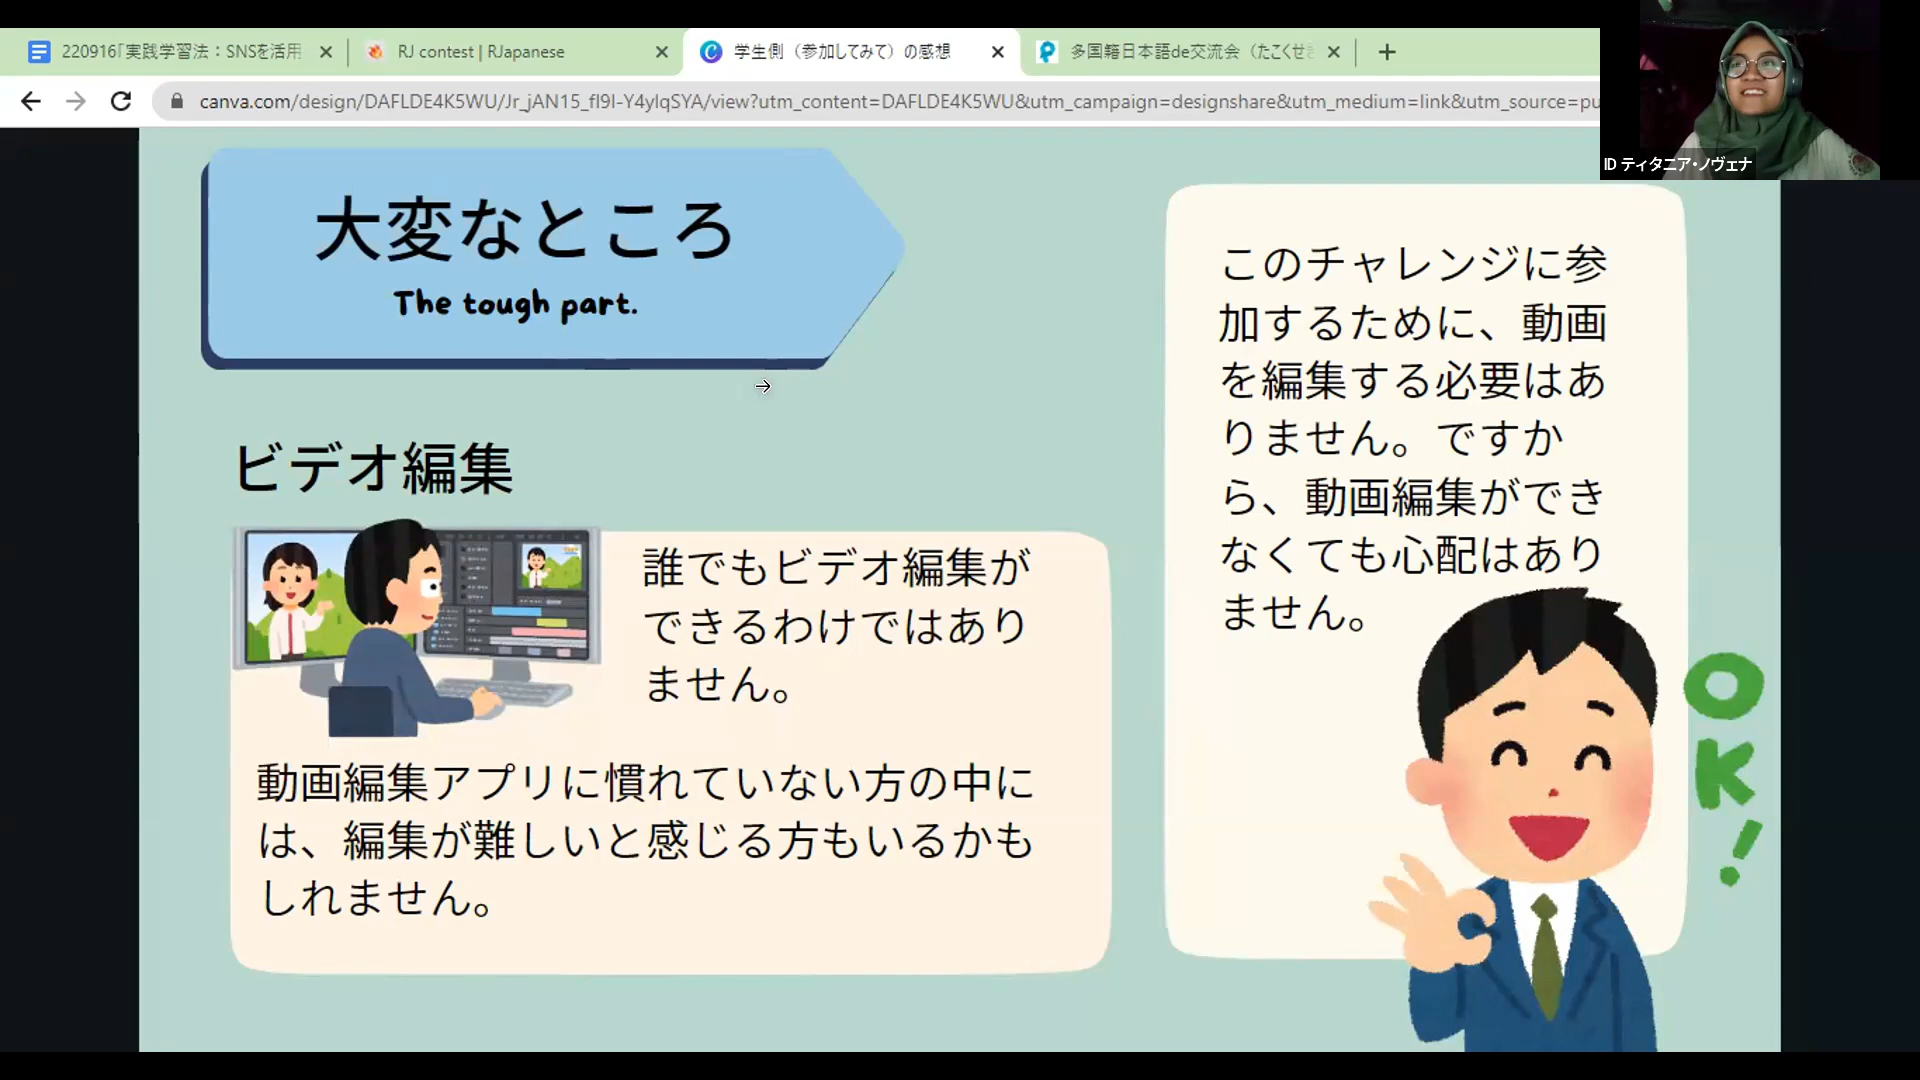 220916「実践学習法：SNSを活用
RJ contest | RJapanese
学生側（参加してみて）の感想
多国籍日本語de交流会（たこくせき
canva.com/design/DAFLDE4K5WU/Jr_jAN15_fI9I-Y4ylqSYA/view?utm_content=DAFLDE4K5WU&utm_campaign=designshare&utm_medium=link&utm_source=pu
ID ティタニア・ノヴェナ
大変なところ
The tough part.
ビデオ編集
誰でもビデオ編集が
できるわけではあり
ません。
動画編集アプリに慣れていない方の中に
は、編集が難しいと感じる方もいるかも
しれません。
このチャレンジに参
加するために、動画
を編集する必要はあ
りません。ですか
ら、動画編集ができ
なくても心配はあり
ません。
OK!